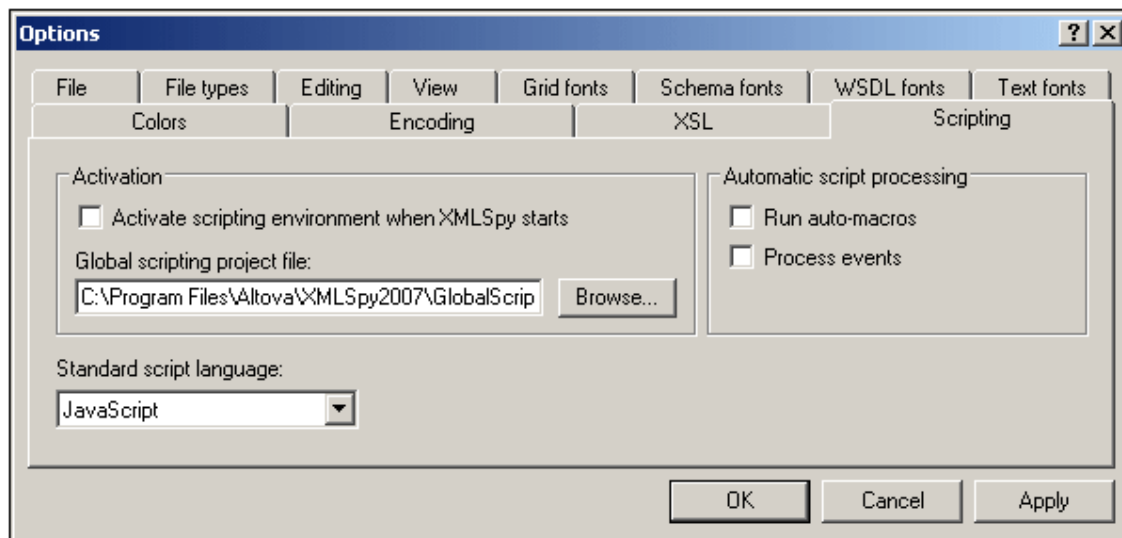 Options
File File types Editing View Grid fonts Schema fonts WSDL fonts Text fonts
Colors Encoding XSL Scripting
Activation
Automatic script processing
Activate scripting environment when XMLSpy starts
Run auto-macros
Global scripting project file:
Process events
C:\Program Files\Altova\XMLSpy2007\GlobalScrip Browse...
Standard script language:
JavaScript
OK Cancel Apply